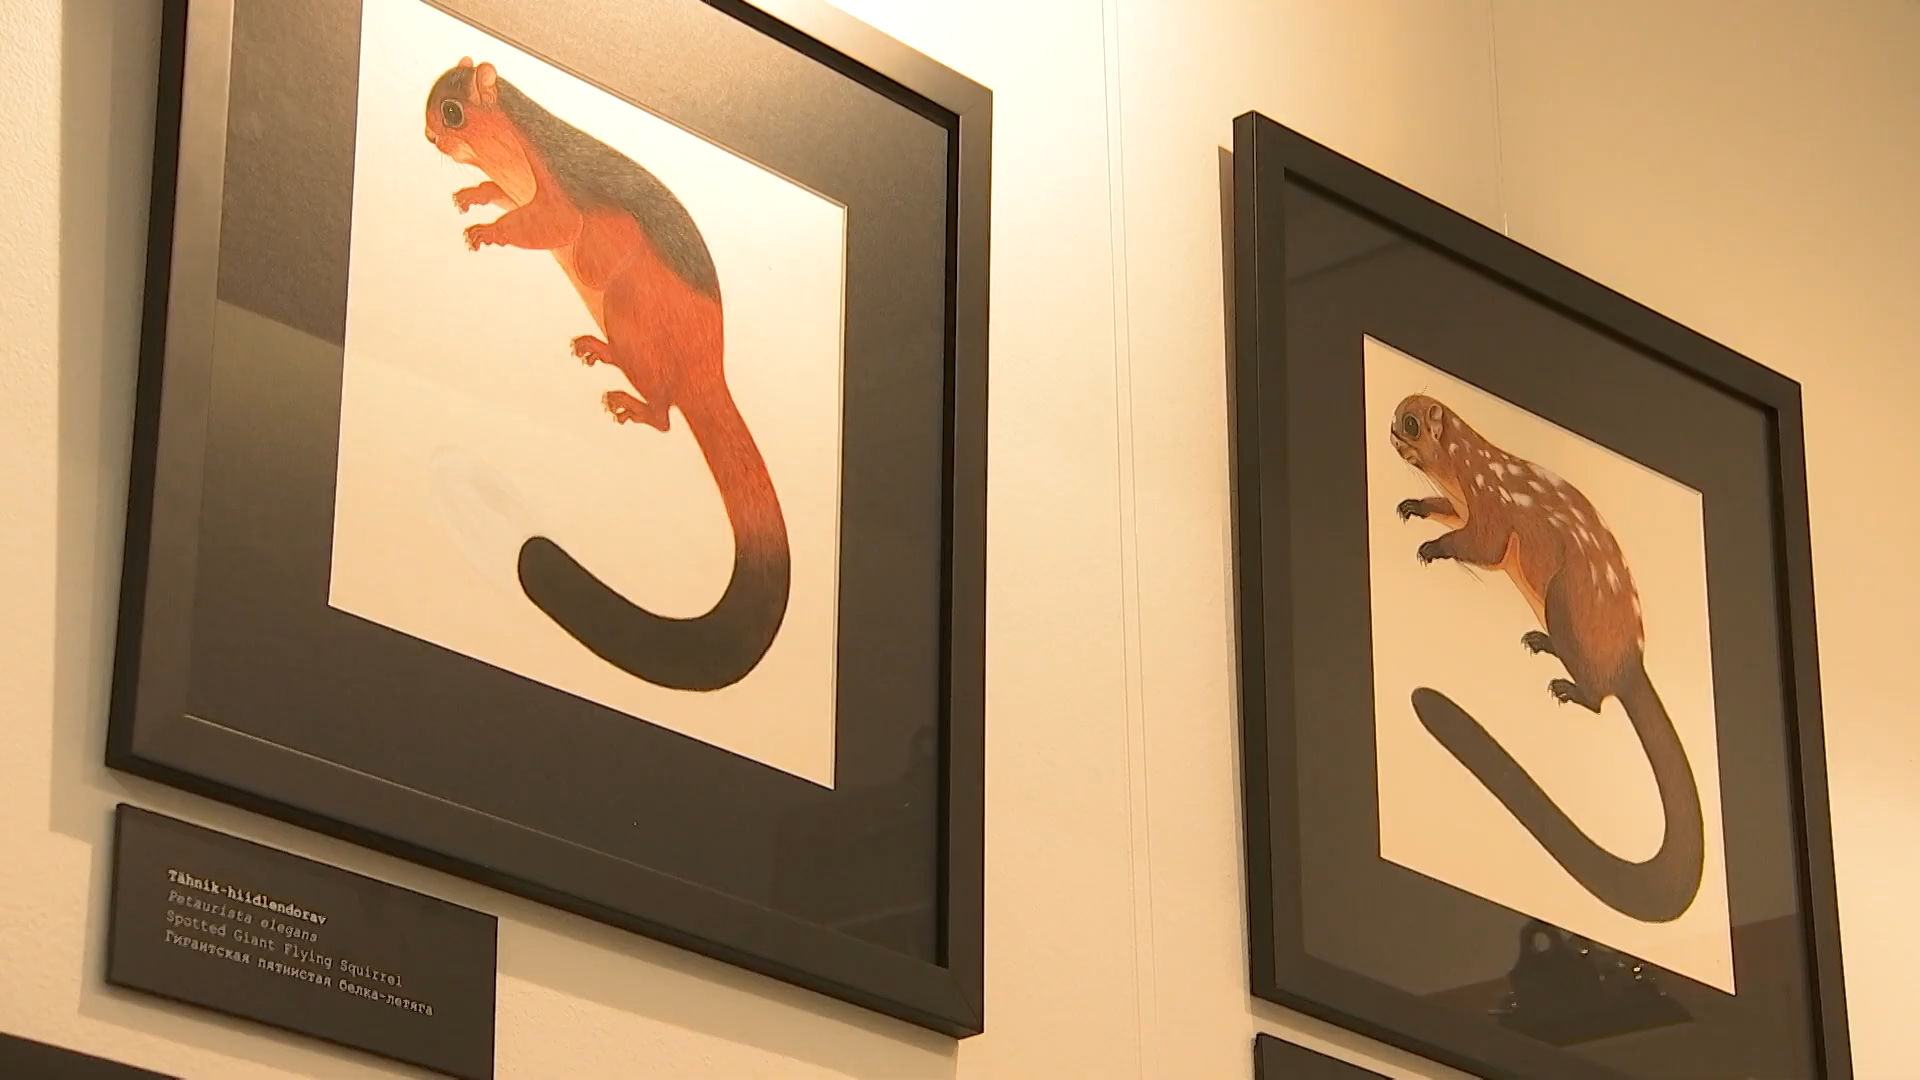 Tähnik-hiidlendorav
Petaurista elegans
Spotted Giant Flying Squirrel
Гигантская пятнистая белка-летяга